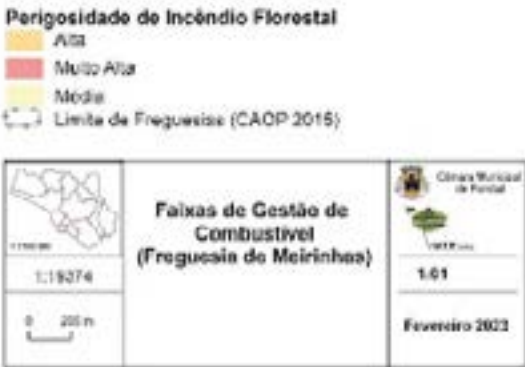 Perigosidade de Incêndio Florestal
Alta
Muito Alta
Média
Limite de Freguesias (CAOP 2015)
Faixas de Gestão de
Combustível
(Freguesia de Meirinhas)
Câmara Municipal
de Pombal
1:19374
1.01
0 200 m
Fevereiro 2023